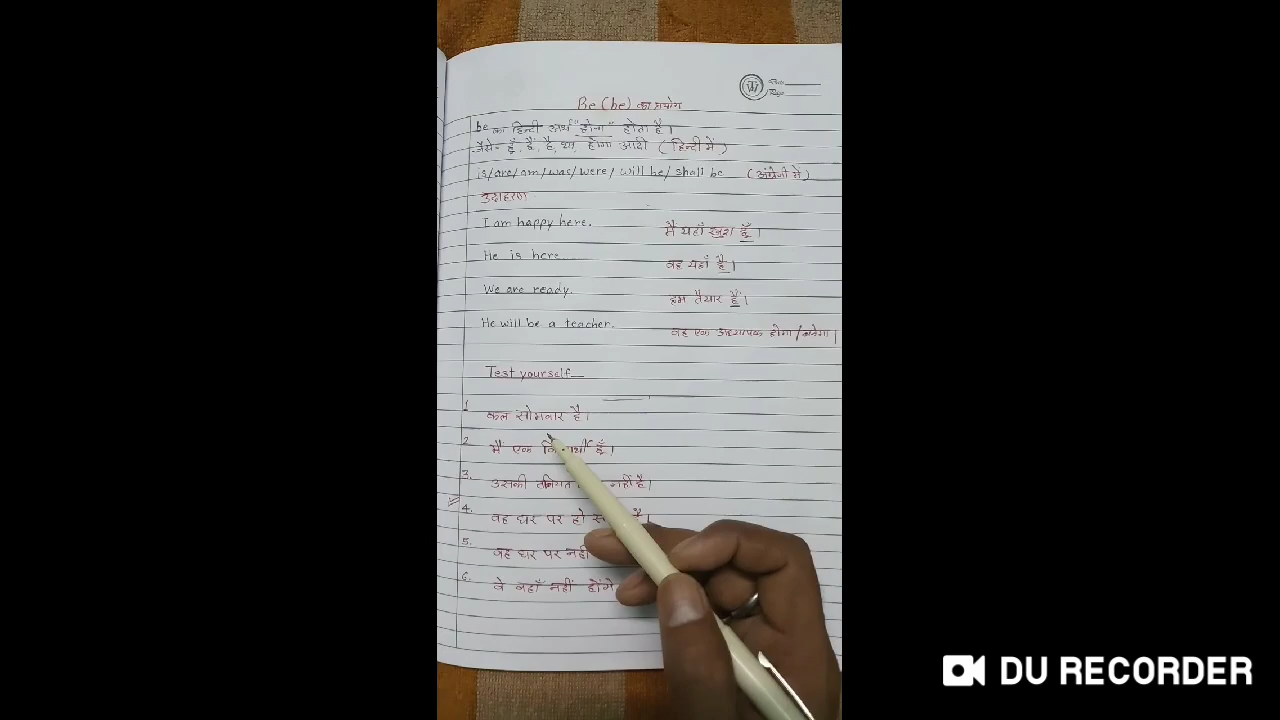 Be (be) का प्रयोग
be का हिन्दी अर्थ "होना" होता है।
जैसे- हूँ, हैं, है, था, होगा आदी (हिन्दी में)
is/are/am/was/were/ will be/ shall be (अंग्रेजी में)
उदाहरण
I am happy here. मैं यहाँ खुश हूँ।
He is here. वह यहाँ है।
We are ready. हम तैयार हैं।
He will be a teacher. वह एक अध्यापक होगा/बनेगा।
Test yourself
1 कल सोमवार है।
2. मैं एक हूँ।
3. उसकी तबियत नहीं है।
4. वह घर पर हो
5. वह घर पर नहीं
6. वे वहाँ नहीं होंगे
DU RECORDER